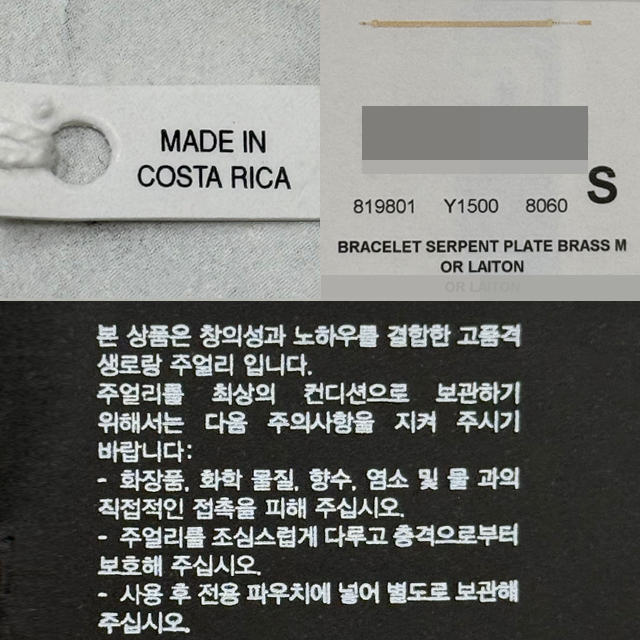 MADE IN
COSTA RICA
S
819801 Y1500 8060
BRACELET SERPENT PLATE BRASS M
OR LAITON
OR LAITON
본 상품은 창의성과 노하우를 결합한 고품격
생로랑 주얼리 입니다.
주얼리를 최상의 컨디션으로 보관하기
위해서는 다음 주의사항을 지켜 주시기
바랍니다:
- 화장품, 화학 물질, 향수, 염소 및 물 과의
직접적인 접촉을 피해 주십시오.
- 주얼리를 조심스럽게 다루고 충격으로부터
보호해 주십시오.
- 사용 후 전용 파우치에 넣어 별도로 보관해
주십시오.